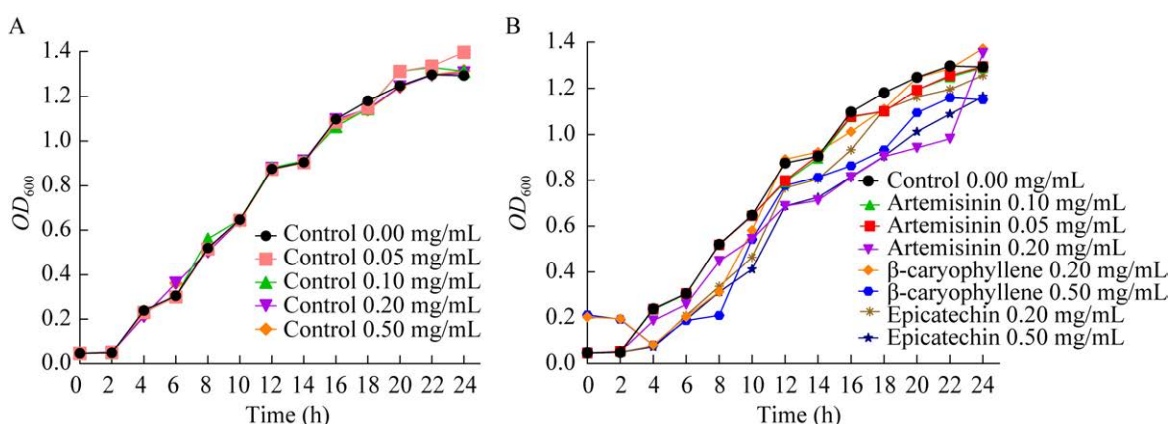 A
OD600
1.4
1.2
1.0
0.8
0.6
0.4
0.2
0.0
0 2 4 6 8 10 12 14 16 18 20 22 24
Time (h)
Control 0.00 mg/mL
Control 0.05 mg/mL
Control 0.10 mg/mL
Control 0.20 mg/mL
Control 0.50 mg/mL
B
OD600
1.4
1.2
1.0
0.8
0.6
0.4
0.2
0.0
0 2 4 6 8 10 12 14 16 18 20 22 24
Time (h)
Control 0.00 mg/mL
Artemisinin 0.10 mg/mL
Artemisinin 0.05 mg/mL
Artemisinin 0.20 mg/mL
β-caryophyllene 0.20 mg/mL
β-caryophyllene 0.50 mg/mL
Epicatechin 0.20 mg/mL
Epicatechin 0.50 mg/mL